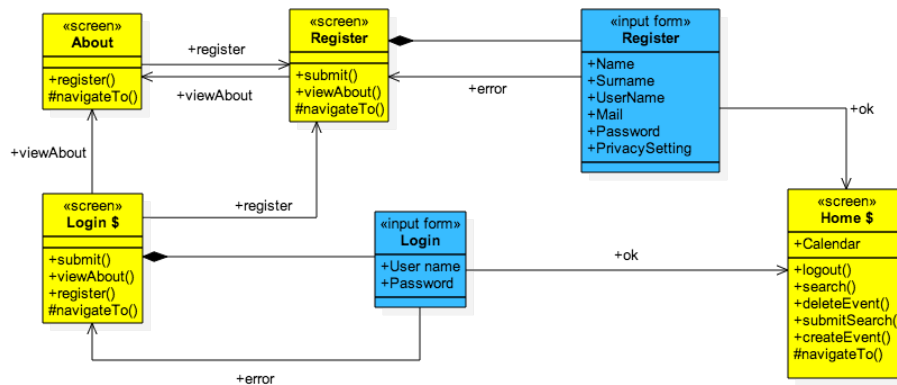 «screen»
About
+register()
#navigateTo()
+register
+viewAbout
«screen»
Register
+submit()
+viewAbout()
#navigateTo()
+error
«input form»
Register
+Name
+Surname
+UserName
+Mail
+Password
+PrivacySetting
+ok
+viewAbout
«screen»
Login $
+submit()
+viewAbout()
+register()
#navigateTo()
+register
«input form»
Login
+User name
+Password
+ok
+error
«screen»
Home $
+Calendar
+logout()
+search()
+deleteEvent()
+submitSearch()
+createEvent()
#navigateTo()